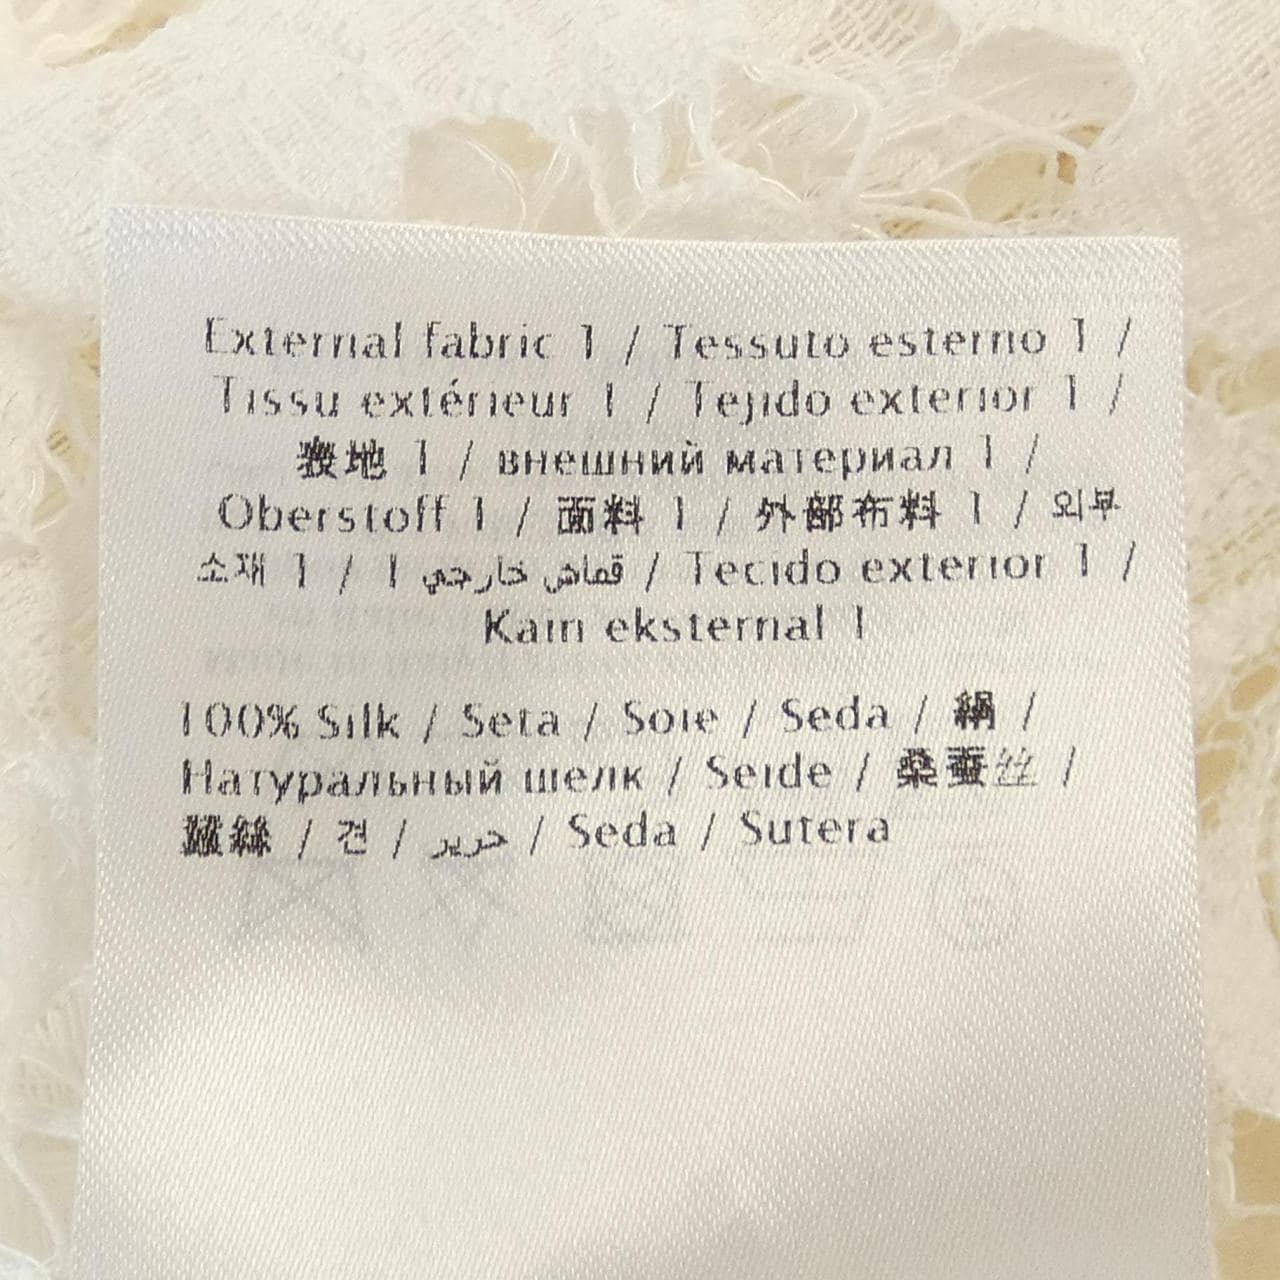 External fabric 1 / Tessuto esterno 1 /
Tissu extérieur 1 / Tejido exterior 1 /
表地 1 / внешний материал 1 /
Oberstoff 1 / 面料 1 / 外部布料 1 / 외부
소재 1 / قماش خارجي 1 / Tecido exterior 1 /
Kain eksternal 1
100% Silk / Seta / Soie / Seda / 絹 /
Натуральный шелк / Seide / 桑蚕丝 /
蠶絲 / 견 / حرير / Seda / Sutera